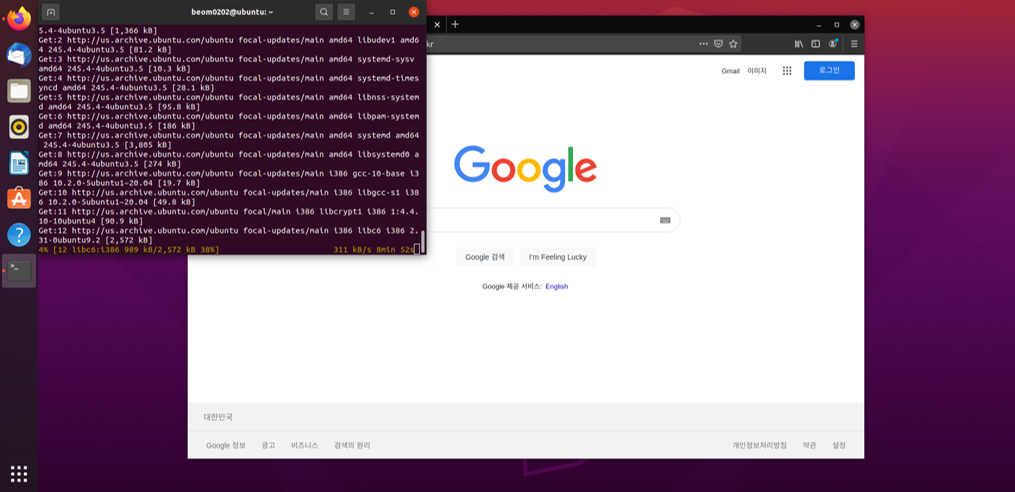 beom0202@ubuntu: ~
5.4-4ubuntu3.5 [1,366 kB]
Get:2 http://us.archive.ubuntu.com/ubuntu focal-updates/main amd64 libudev1 amd6
4 245.4-4ubuntu3.5 [81.2 kB]
Get:3 http://us.archive.ubuntu.com/ubuntu focal-updates/main amd64 systemd-sysv
amd64 245.4-4ubuntu3.5 [10.3 kB]
Get:4 http://us.archive.ubuntu.com/ubuntu focal-updates/main amd64 systemd-times
yncd amd64 245.4-4ubuntu3.5 [28.1 kB]
Get:5 http://us.archive.ubuntu.com/ubuntu focal-updates/main amd64 libnss-system
d amd64 245.4-4ubuntu3.5 [95.8 kB]
Get:6 http://us.archive.ubuntu.com/ubuntu focal-updates/main amd64 libpam-system
d amd64 245.4-4ubuntu3.5 [186 kB]
Get:7 http://us.archive.ubuntu.com/ubuntu focal-updates/main amd64 systemd amd64
245.4-4ubuntu3.5 [3,805 kB]
Get:8 http://us.archive.ubuntu.com/ubuntu focal-updates/main amd64 libsystemd0 a
md64 245.4-4ubuntu3.5 [274 kB]
Get:9 http://us.archive.ubuntu.com/ubuntu focal-updates/main i386 gcc-10-base i3
86 10.2.0-5ubuntu1~20.04 [19.7 kB]
Get:10 http://us.archive.ubuntu.com/ubuntu focal-updates/main i386 libgcc-s1 i38
6 10.2.0-5ubuntu1~20.04 [49.8 kB]
Get:11 http://us.archive.ubuntu.com/ubuntu focal/main i386 libcrypt1 i386 1:4.4.
10-10ubuntu4 [90.9 kB]
Get:12 http://us.archive.ubuntu.com/ubuntu focal-updates/main i386 libc6 i386 2.
31-0ubuntu9.2 [2,572 kB]
4% [12 libc6:i386 989 kB/2,572 kB 38%] 311 kB/s 8min 52s
kr
Gmail 이미지 로그인
Google
Google 검색 I'm Feeling Lucky
Google 제공 서비스: English
대한민국
Google 정보 광고 비즈니스 검색의 원리 개인정보처리방침 약관 설정